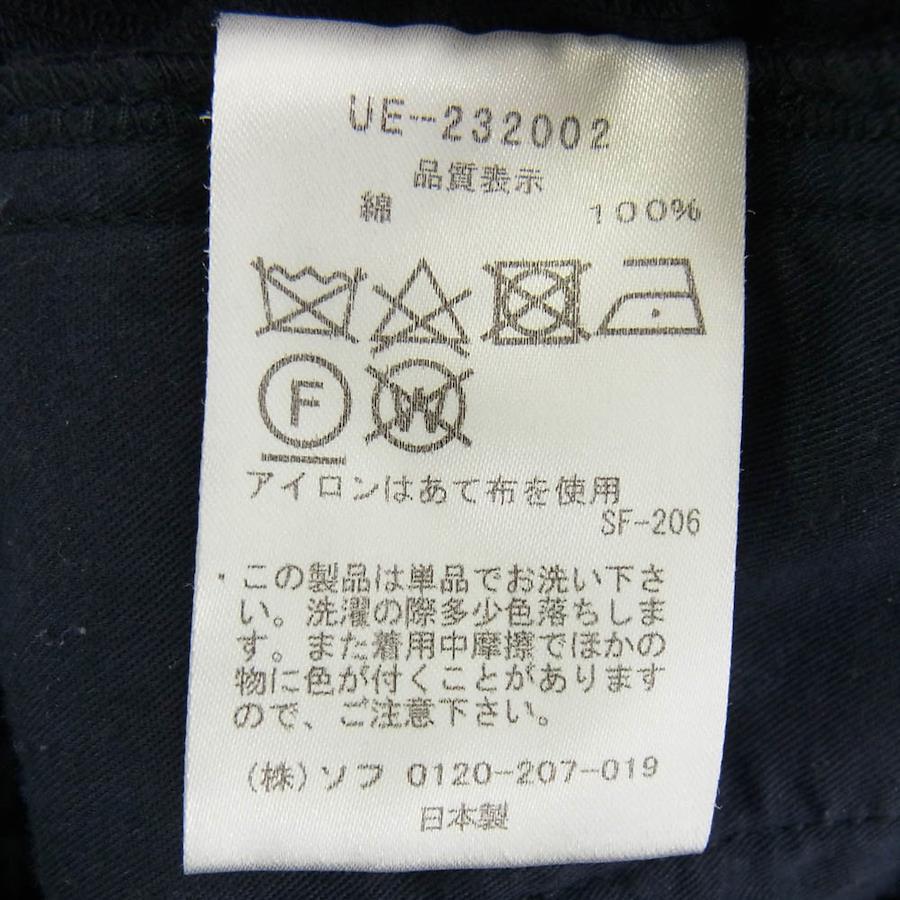 UE-232002
品質表示
綿 100%
F W
アイロンはあて布を使用
SF-206
・この製品は単品でお洗い下さ
い。洗濯の際多少色落ちしま
す。また着用中摩擦でほかの
物に色が付くことがあります
ので、ご注意下さい。
(株)ソフ 0120-207-019
日本製